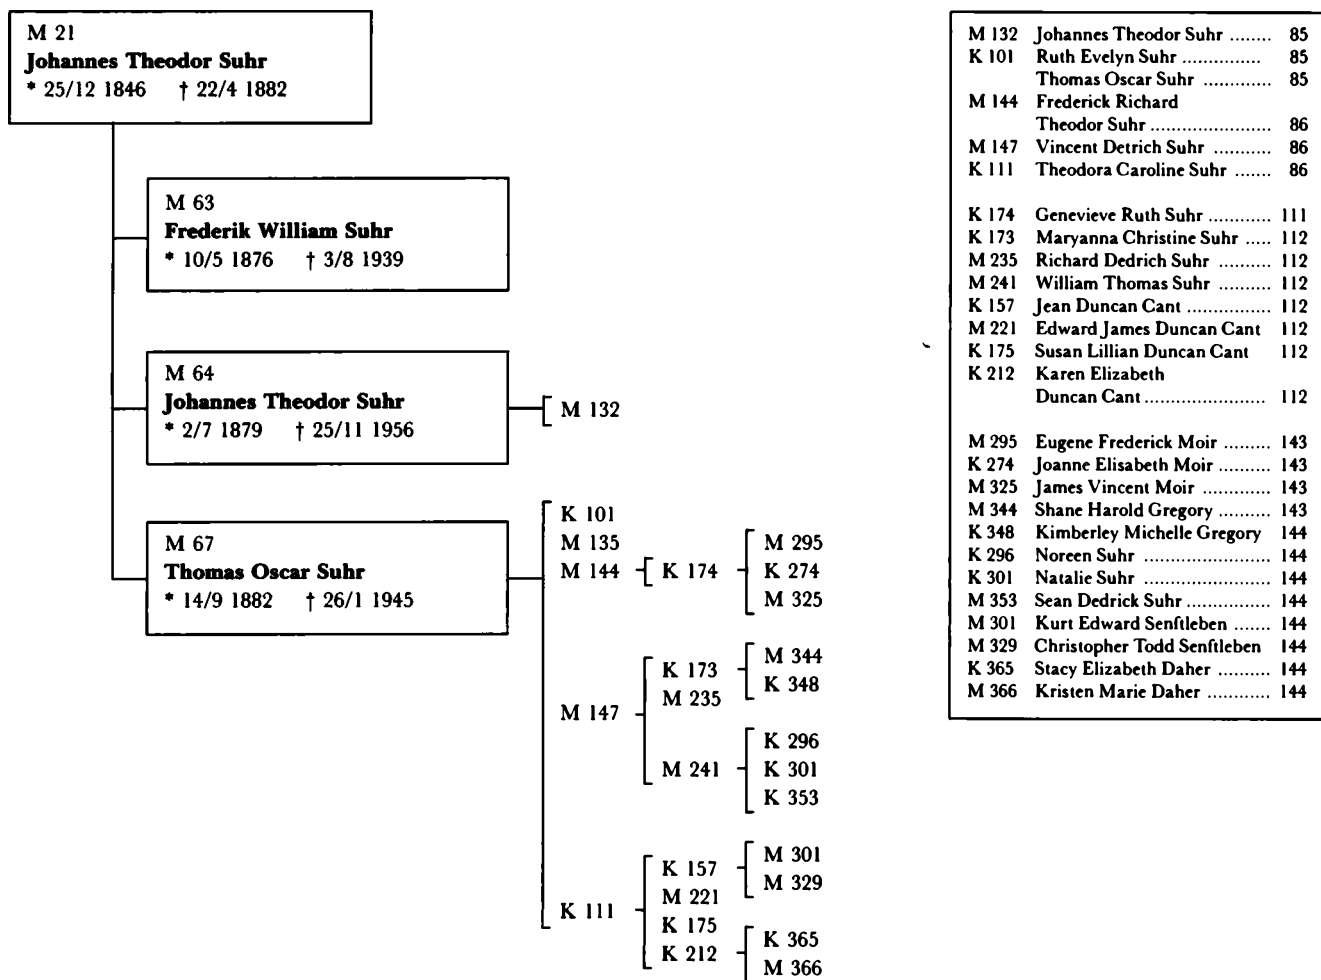 M 21
Johannes Theodor Suhr
* 25/12 1846 † 22/4 1882
M 63
Frederik William Suhr
* 10/5 1876 † 3/8 1939
M 64
Johannes Theodor Suhr
* 2/7 1879 † 25/11 1956
M 132
M 67
Thomas Oscar Suhr
* 14/9 1882 † 26/1 1945
K 101
M 135
M 144
K 174
M 295
K 274
M 325
M 147
K 173
M 235
M 344
K 348
M 241
K 296
K 301
K 353
K 111
K 157
M 221
K 175
K 212
M 301
M 329
K 365
M 366
M 132 Johannes Theodor Suhr ........ 85
K 101 Ruth Evelyn Suhr ............... 85
Thomas Oscar Suhr ............ 85
M 144 Frederick Richard
Theodor Suhr ....................... 86
M 147 Vincent Detrich Suhr ........... 86
K 111 Theodora Caroline Suhr ....... 86
K 174 Genevieve Ruth Suhr ............ 111
K 173 Maryanna Christine Suhr ..... 112
M 235 Richard Dedrich Suhr .......... 112
M 241 William Thomas Suhr .......... 112
K 157 Jean Duncan Cant ................ 112
M 221 Edward James Duncan Cant 112
K 175 Susan Lillian Duncan Cant 112
K 212 Karen Elizabeth
Duncan Cant ....................... 112
M 295 Eugene Frederick Moir ......... 143
K 274 Joanne Elisabeth Moir .......... 143
M 325 James Vincent Moir ............. 143
M 344 Shane Harold Gregory .......... 143
K 348 Kimberley Michelle Gregory 144
K 296 Noreen Suhr ........................ 144
K 301 Natalie Suhr ........................ 144
M 353 Sean Dedrick Suhr ................ 144
M 301 Kurt Edward Senftleben ....... 144
M 329 Christopher Todd Senftleben 144
K 365 Stacy Elizabeth Daher .......... 144
M 366 Kristen Marie Daher ............ 144